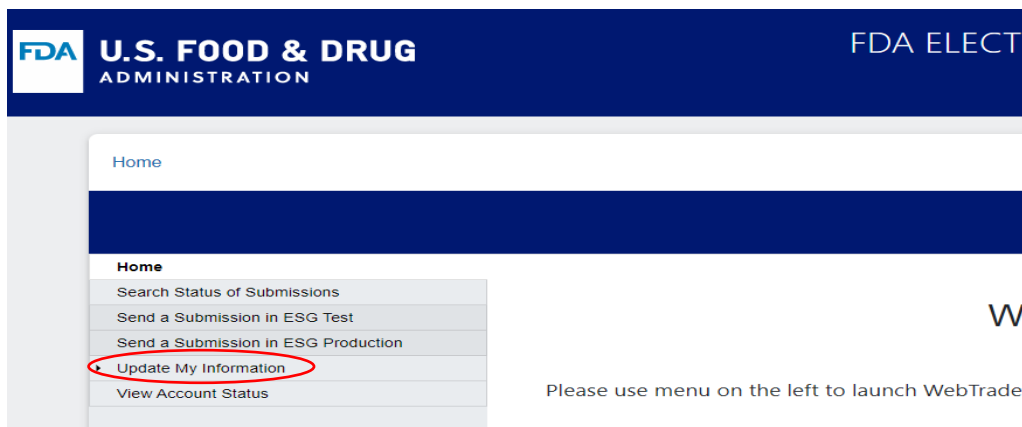 FDA U.S. FOOD & DRUG
ADMINISTRATION
FDA ELECT
Home
Home
Search Status of Submissions
Send a Submission in ESG Test
Send a Submission in ESG Production
Update My Information
View Account Status
W
Please use menu on the left to launch WebTrade